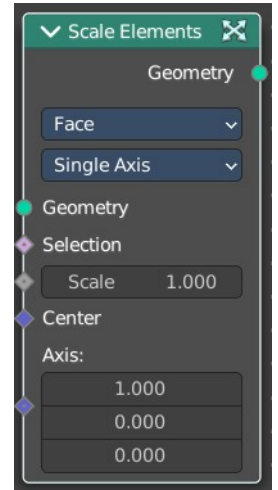 Scale Elements
Geometry
Face
Single Axis
Geometry
Selection
Scale 1.000
Center
Axis:
1.000
0.000
0.000